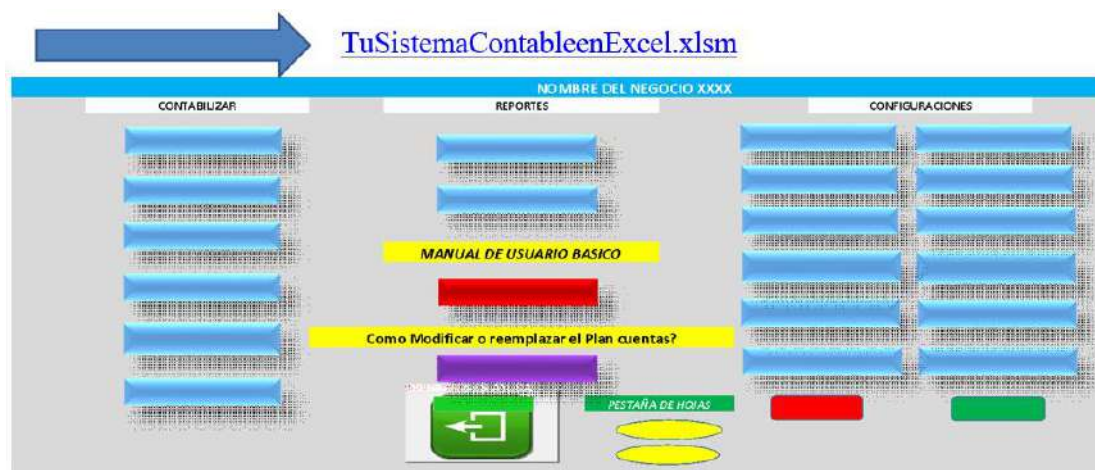 TuSistemaContableenExcel.xlsm
NOMBRE DEL NEGOCIO XXXX
CONTABILIZAR
REPORTES
CONFIGURACIONES
MANUAL DE USUARIO BASICO
Como Modificar o reemplazar el Plan cuentas?
PESTAÑA DE HOJAS